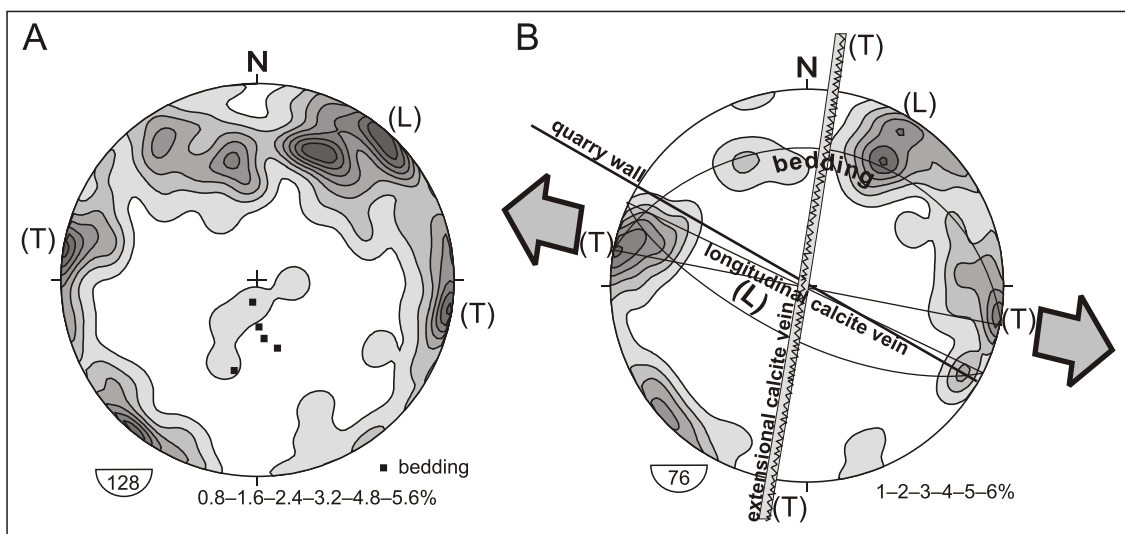 A
N
(L)
(T)
(T)
128
■ bedding
0.8–1.6–2.4–3.2–4.8–5.6%
B
(T)
N
(L)
quarry wall
bedding
(T)
longitudinal calcite vein
(L)
(T)
extensional calcite vein
(T)
76
1–2–3–4–5–6%